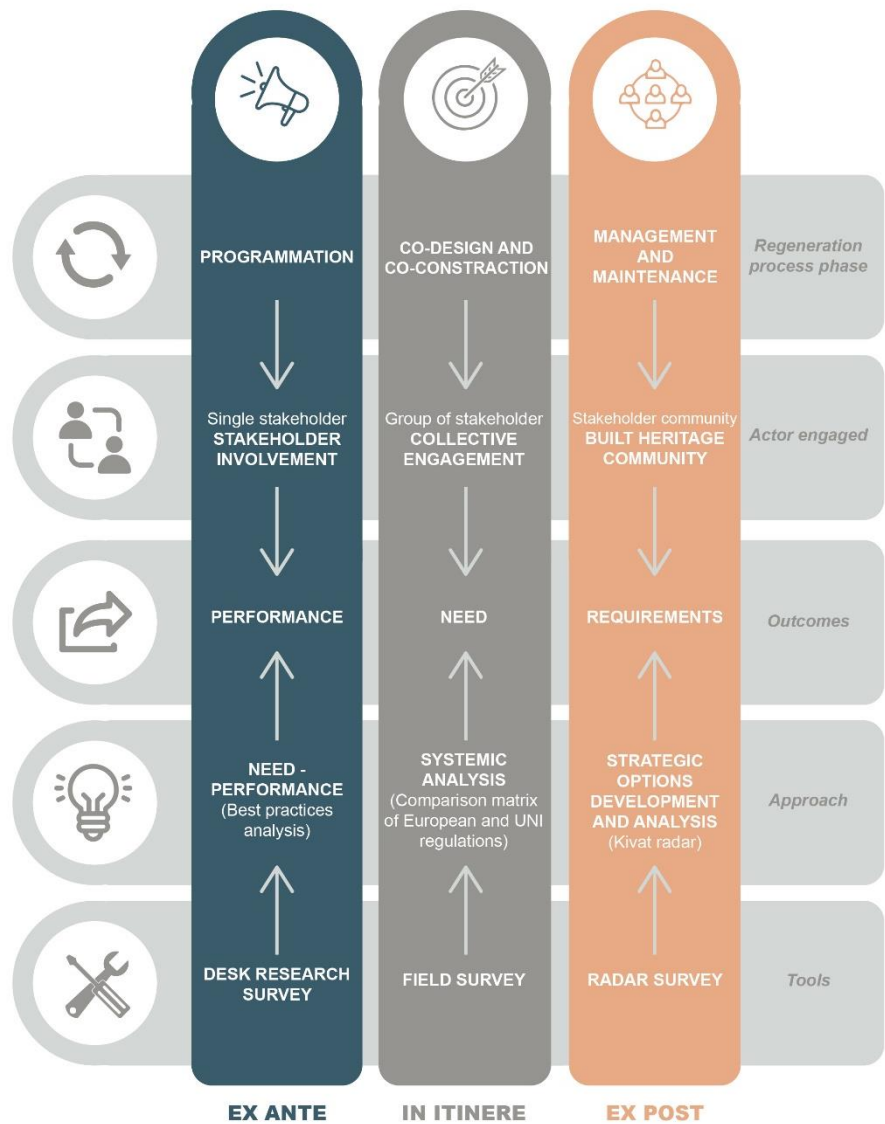 PROGRAMMATION
CO-DESIGN AND
CO-CONSTRACTION
MANAGEMENT
AND
MAINTENANCE
Regeneration
process phase
Single stakeholder
STAKEHOLDER
INVOLVEMENT
Group of stakeholder
COLLECTIVE
ENGAGEMENT
Stakeholder community
BUILT HERITAGE
COMMUNITY
Actor engaged
PERFORMANCE
NEED
REQUIREMENTS
Outcomes
NEED -
PERFORMANCE
(Best practices
analysis)
SYSTEMIC
ANALYSIS
(Comparison matrix
of European and UNI
regulations)
STRATEGIC
OPTIONS
DEVELOPMENT
AND ANALYSIS
(Kivat radar)
Approach
DESK RESEARCH
SURVEY
FIELD SURVEY
RADAR SURVEY
Tools
EX ANTE
IN ITINERE
EX POST